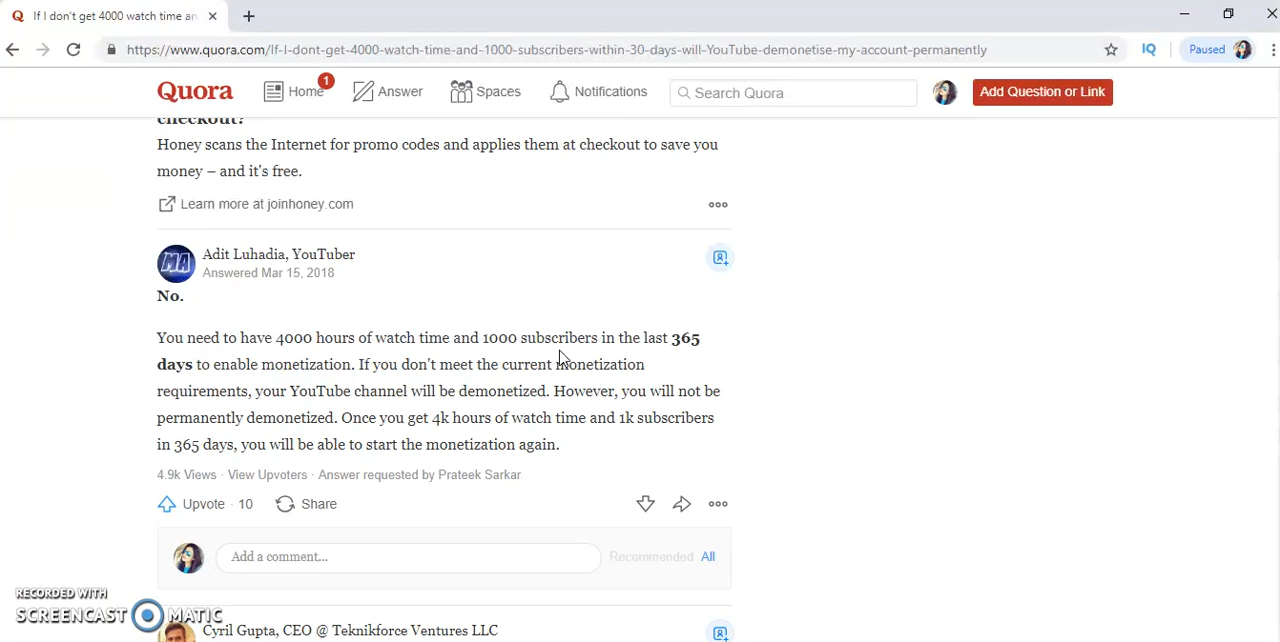 If I don't get 4000 watch time an
https://www.quora.com/If-I-dont-get-4000-watch-time-and-1000-subscribers-within-30-days-will-YouTube-demonetise-my-account-permanently
IQ
Paused
Quora
Home
1
Answer
Spaces
Notifications
Search Quora
Add Question or Link
checkout?
Honey scans the Internet for promo codes and applies them at checkout to save you
money – and it's free.
Learn more at joinhoney.com
MA
Adit Luhadia, YouTuber
Answered Mar 15, 2018
No.
You need to have 4000 hours of watch time and 1000 subscribers in the last 365
days to enable monetization. If you don't meet the current monetization
requirements, your YouTube channel will be demonetized. However, you will not be
permanently demonetized. Once you get 4k hours of watch time and 1k subscribers
in 365 days, you will be able to start the monetization again.
4.9k Views · View Upvoters · Answer requested by Prateek Sarkar
Upvote · 10
Share
Add a comment...
Recommended
All
RECORDED WITH
SCREENCAST MATIC
Cyril Gupta, CEO @ Teknikforce Ventures LLC